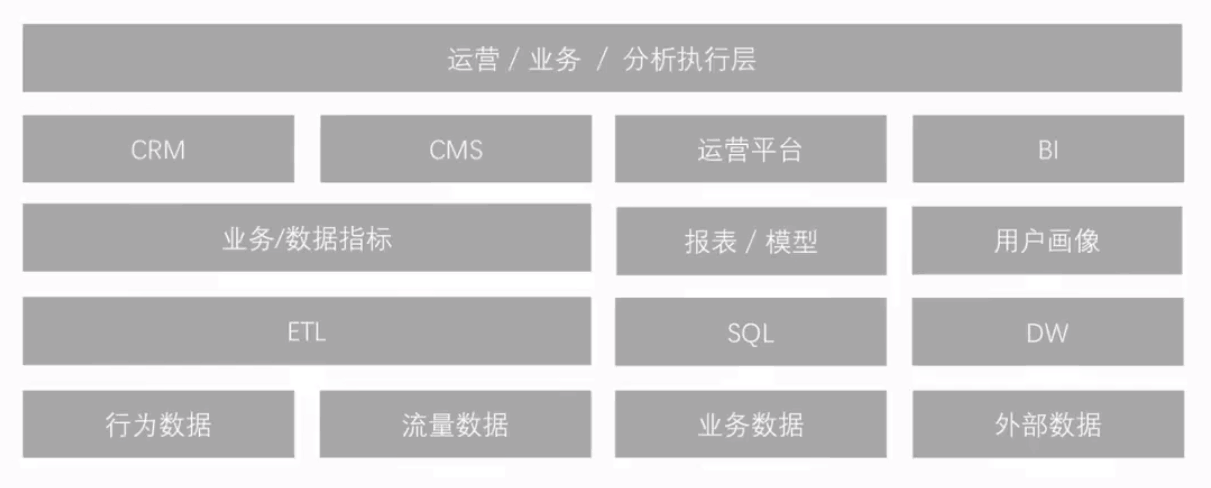 运营 / 业务 / 分析执行层
CRM CMS 运营平台 BI
业务/数据指标 报表 / 模型 用户画像
ETL SQL DW
行为数据 流量数据 业务数据 外部数据